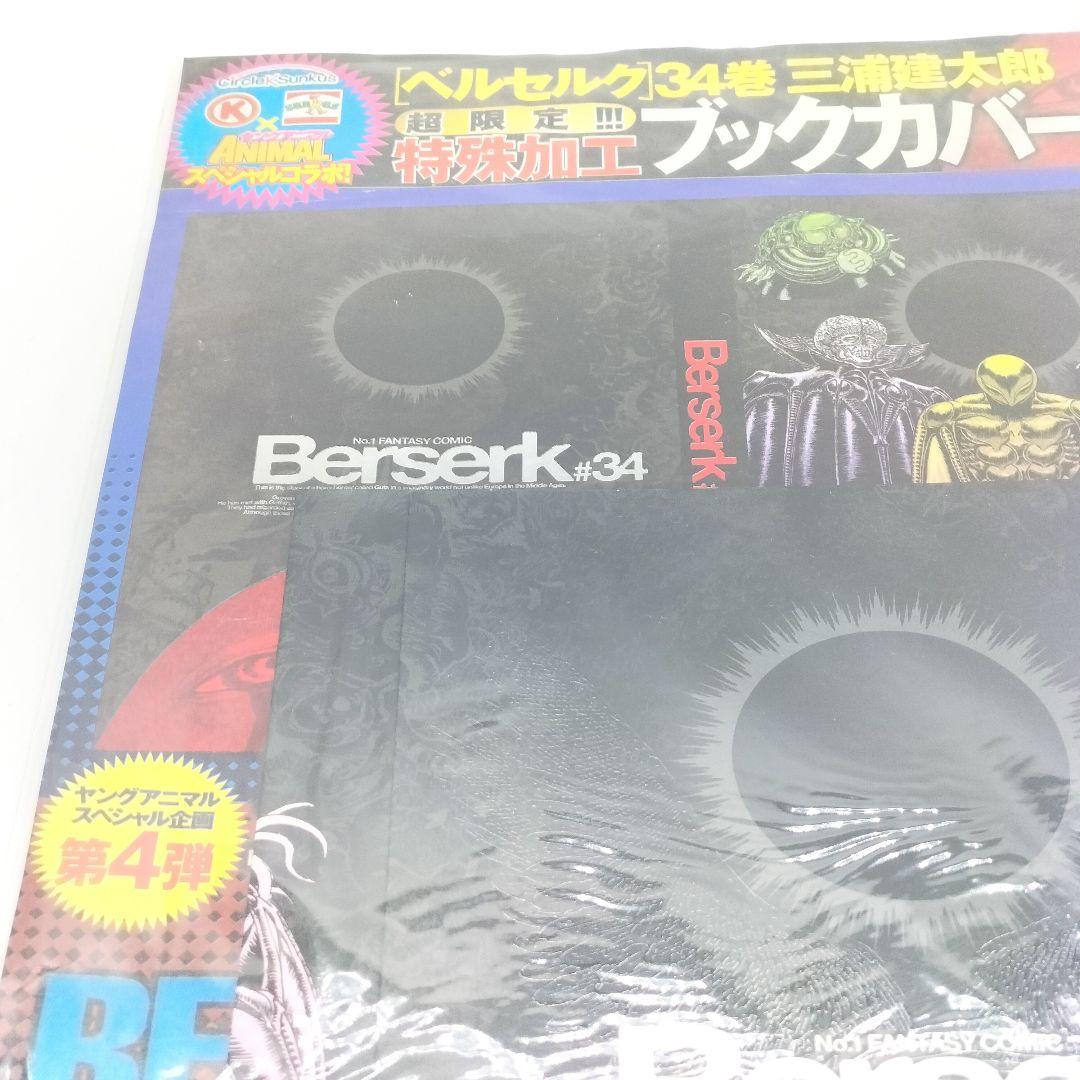 CircleKSunkus
K
×
ANIMAL
スペシャルコラボ!
[ベルセルク]34巻 三浦建太郎
超限定!!!
特殊加工
ブックカバー
Berserk
No.1 FANTASY COMIC
Berserk #34
ヤングアニマル
スペシャル企画
第4弾
BE
No.1 FANTASY COMIC